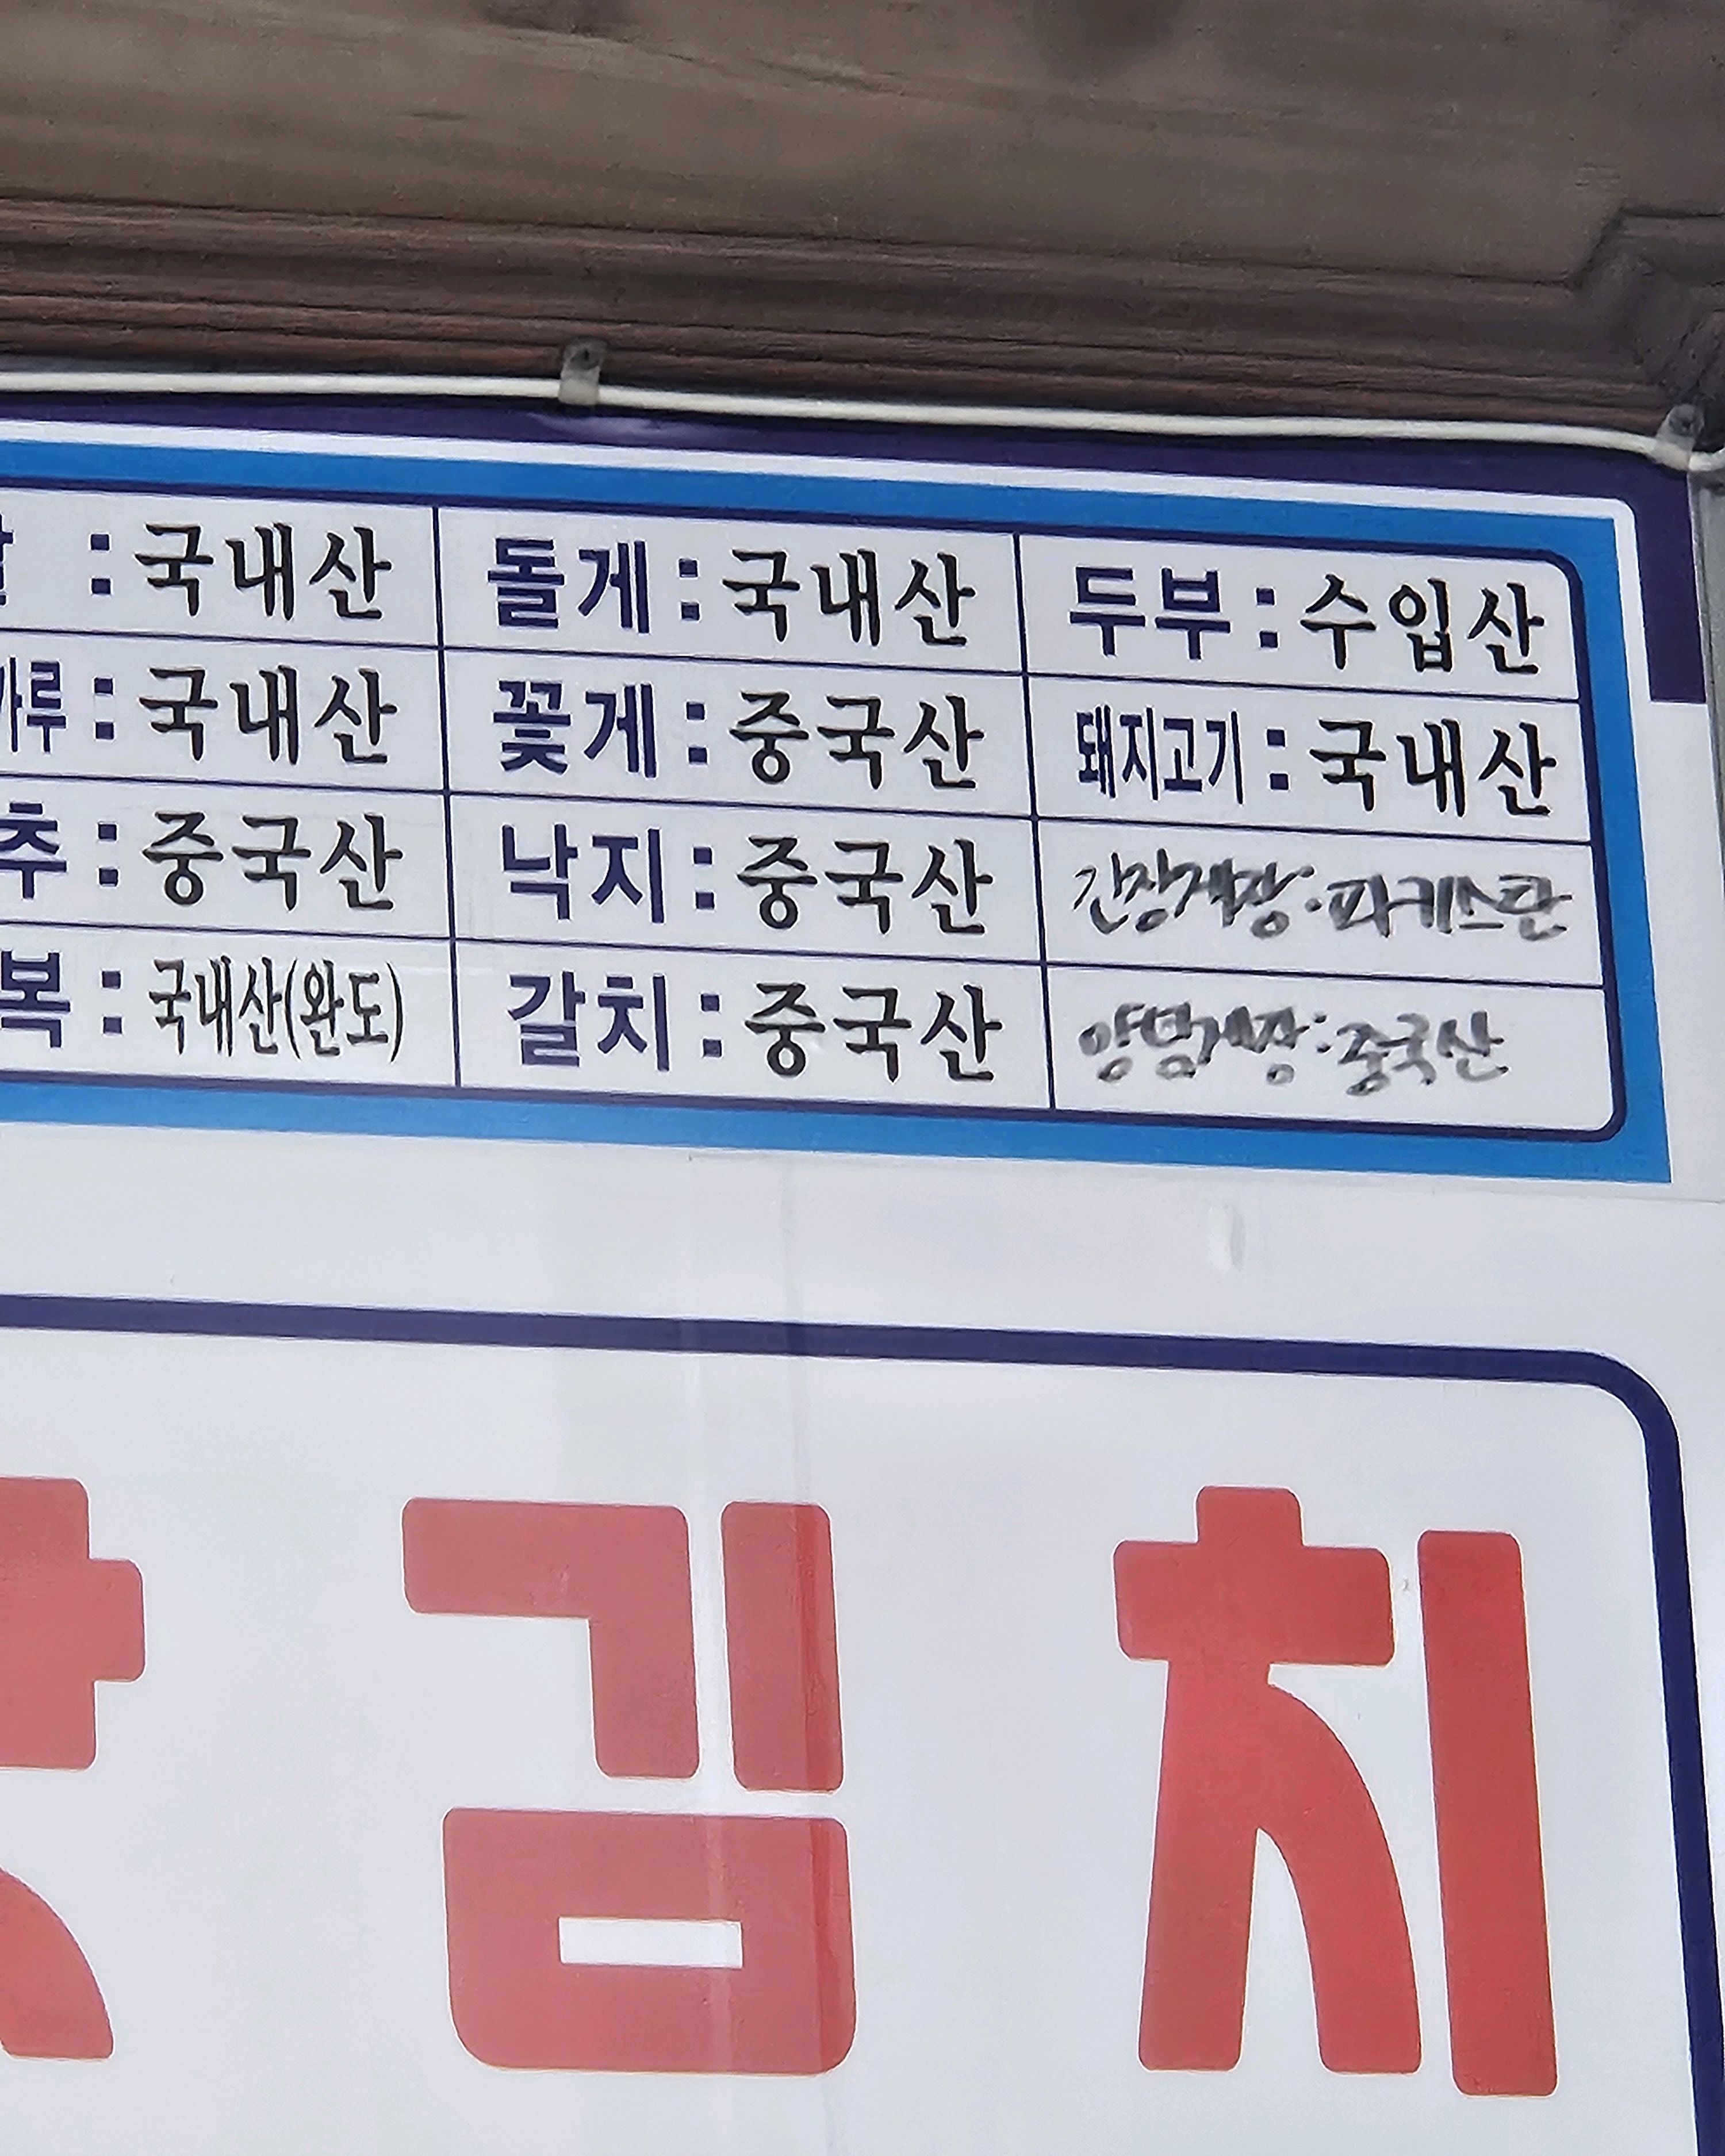 : 국내산 돌게 : 국내산 두부 : 수입산
가루 : 국내산 꽃게 : 중국산 돼지고기 : 국내산
추 : 중국산 낙지 : 중국산 간장게장 : 파키스탄
복 : 국내산(완도) 갈치 : 중국산 양념게장 : 중국산
김치